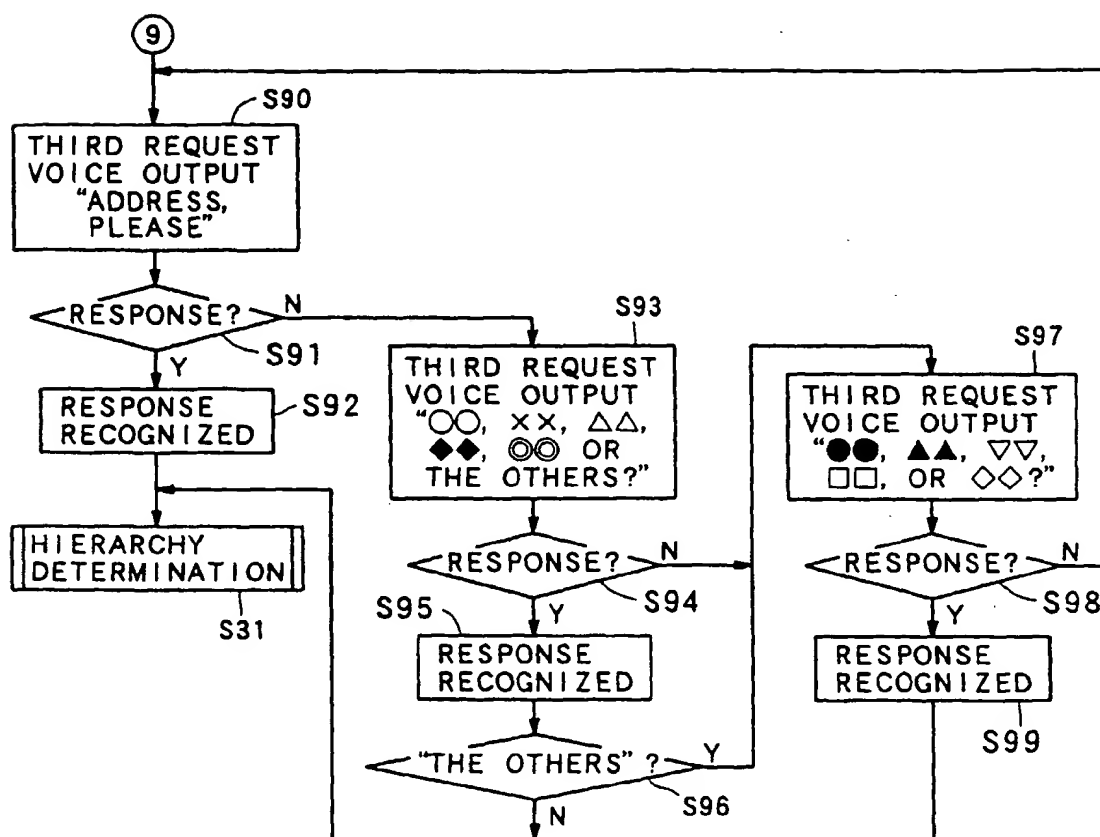 9
S90
THIRD REQUEST
VOICE OUTPUT
“ADDRESS,
PLEASE”
RESPONSE?
N
S91
Y
RESPONSE
RECOGNIZED
S92
HIERARCHY
DETERMINATION
S31
S93
THIRD REQUEST
VOICE OUTPUT
“○○, ××, △△,
◆◆, ◎◎ OR
THE OTHERS?”
RESPONSE?
N
S94
Y
S95
RESPONSE
RECOGNIZED
“THE OTHERS” ?
Y
S96
N
S97
THIRD REQUEST
VOICE OUTPUT
“●●, ▲▲, ▽▽,
□□, OR ◇◇?”
RESPONSE?
N
S98
Y
RESPONSE
RECOGNIZED
S99